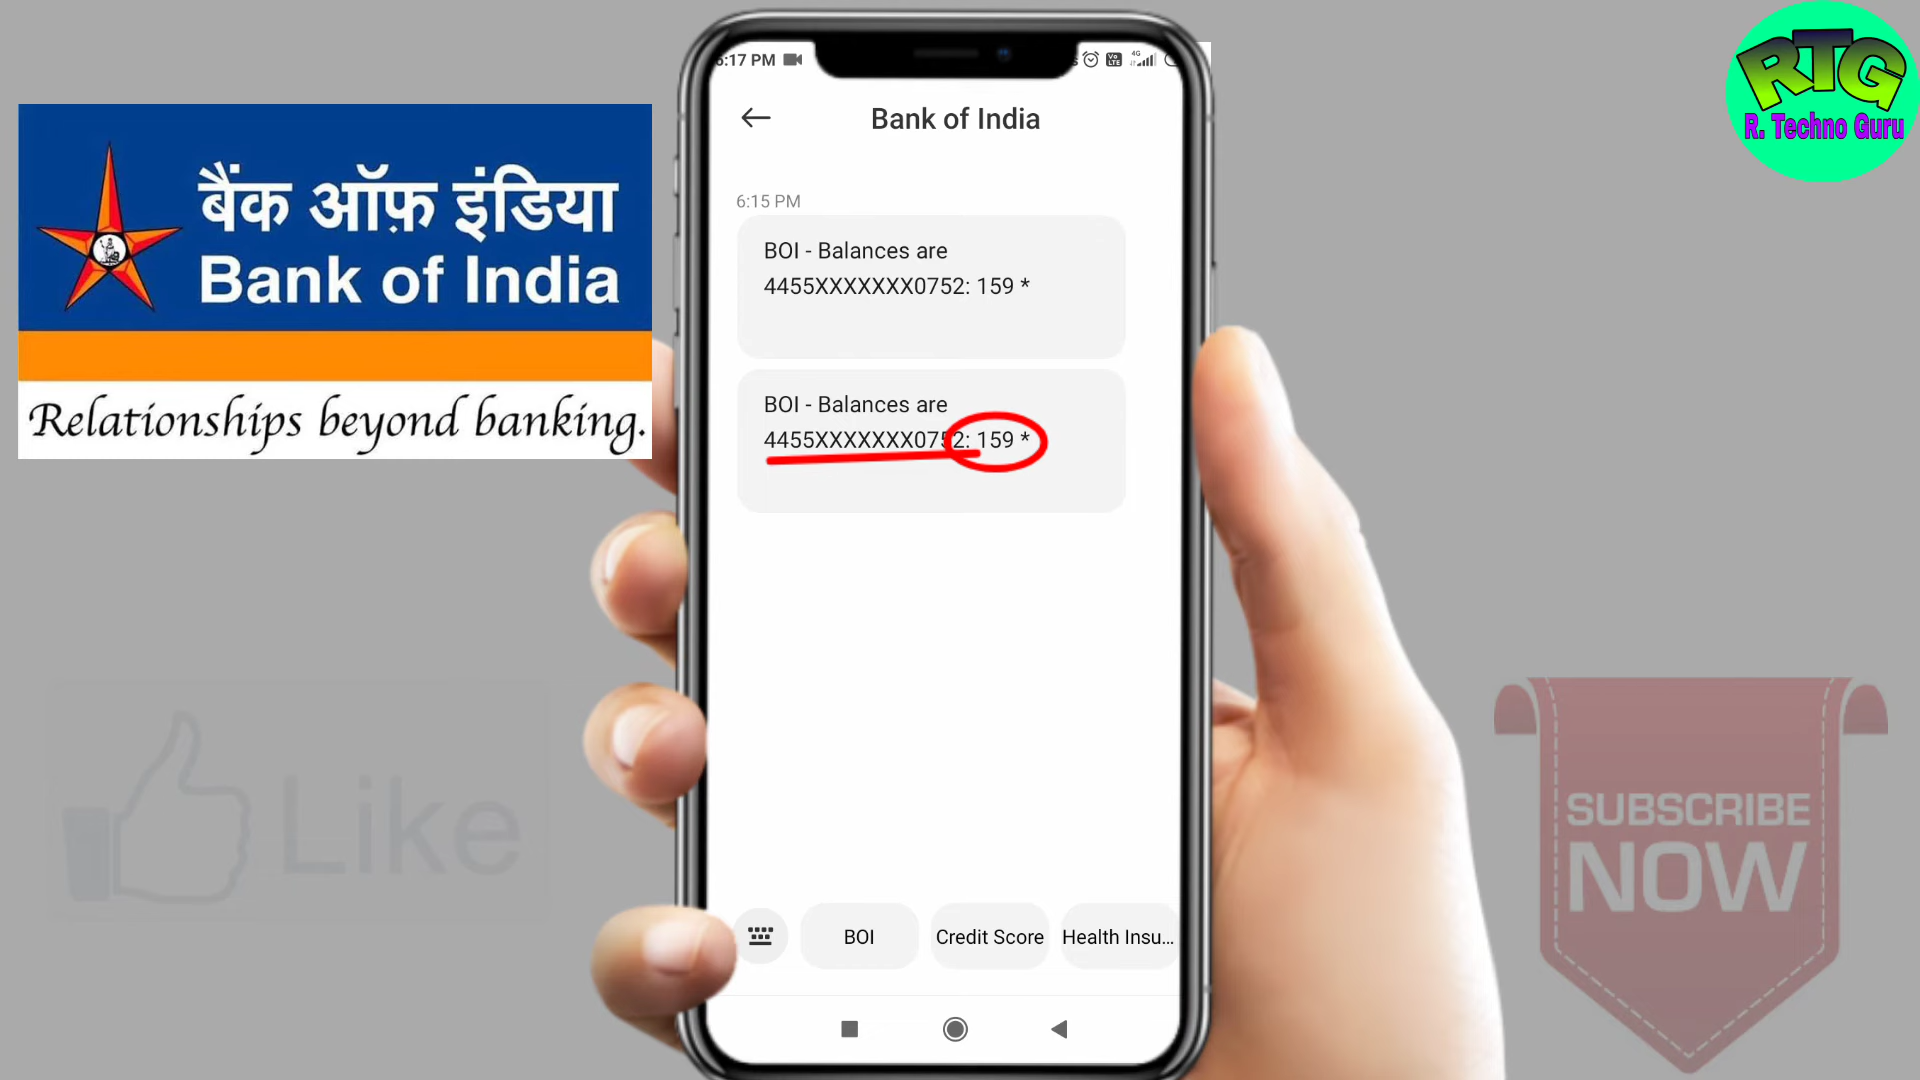 बैंक ऑफ़ इंडिया
Bank of India
Relationships beyond banking.
:17 PM
4G
Bank of India
6:15 PM
BOI - Balances are
4455XXXXXXX0752: 159 *
BOI - Balances are
4455XXXXXXX0752: 159 *
BOI
Credit Score
Health Insu...
RTG
R. Techno Guru
Like
SUBSCRIBE
NOW